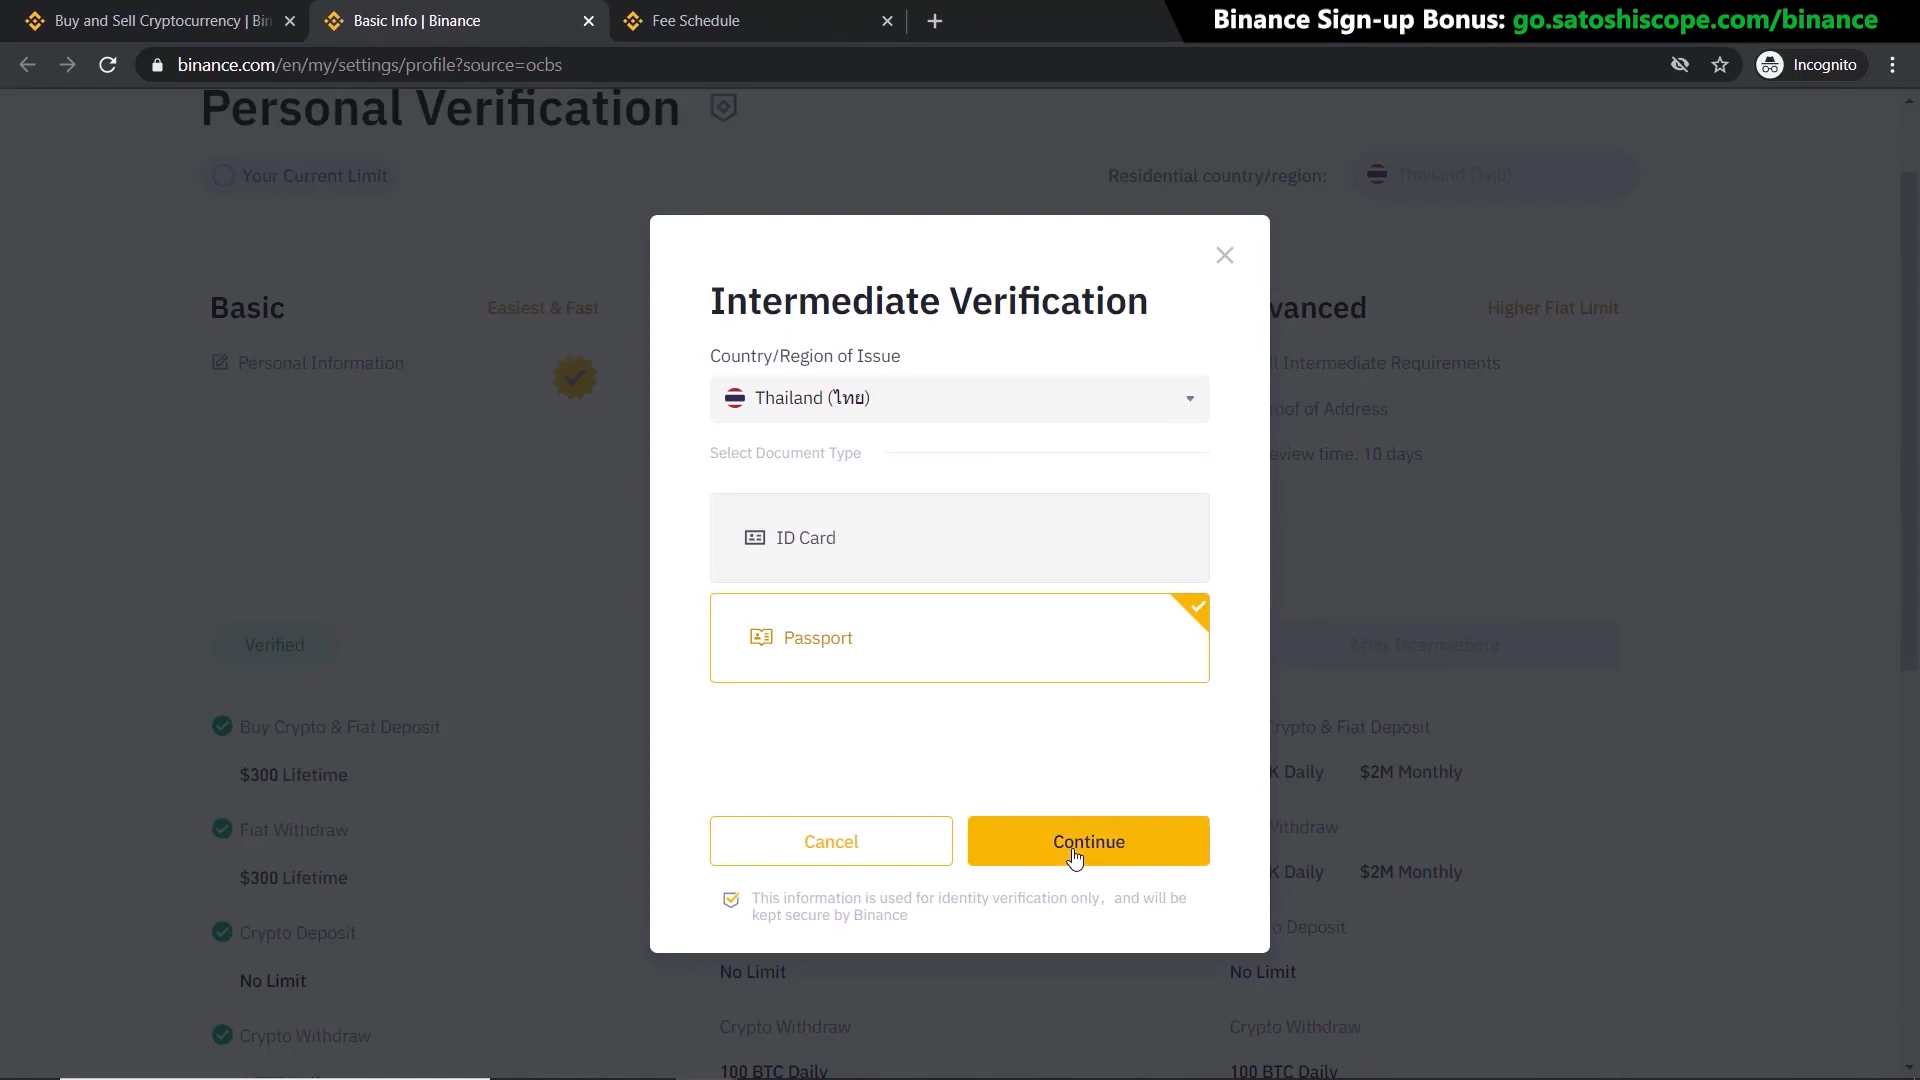 Buy and Sell Cryptocurrency | Bin
Basic Info | Binance
Fee Schedule
Binance Sign-up Bonus: go.satoshiscope.com/binance
binance.com/en/my/settings/profile?source=ocbs
Incognito
Personal Verification
Your Current Limit
Residential country/region:
Thailand (ไทย)
Basic
Easiest & Fast
Personal Information
Verified
Buy Crypto & Fiat Deposit
$300 Lifetime
Fiat Withdraw
$300 Lifetime
Crypto Deposit
No Limit
Crypto Withdraw
Intermediate Verification
Country/Region of Issue
Thailand (ไทย)
Select Document Type
ID Card
Passport
Cancel
Continue
This information is used for identity verification only，and will be
kept secure by Binance
No Limit
Crypto Withdraw
100 BTC Daily
vanced
Higher Fiat Limit
ll Intermediate Requirements
oof of Address
eview time: 10 days
After Intermediate
Crypto & Fiat Deposit
K Daily
$2M Monthly
Withdraw
K Daily
$2M Monthly
o Deposit
No Limit
Crypto Withdraw
100 BTC Daily